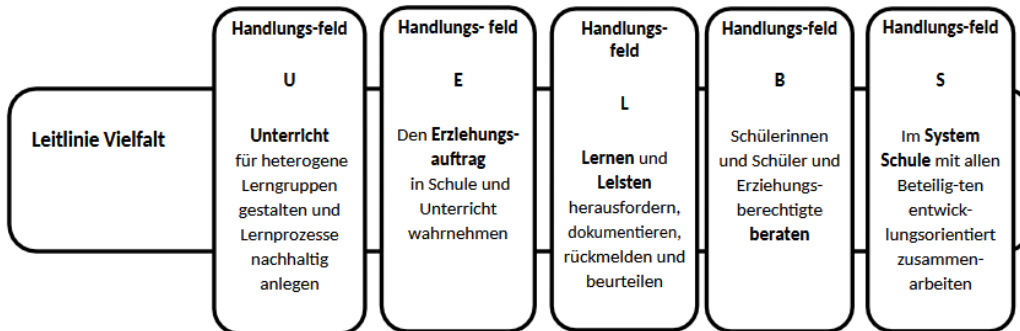 Leitlinie Vielfalt
Handlungs-feld
U
Unterricht
für heterogene
Lerngruppen
gestalten und
Lernprozesse
nachhaltig
anlegen
Handlungs- feld
E
Den Erziehungs-
auftrag
in Schule und
Unterricht
wahrnehmen
Handlungs-
feld
L
Lernen und
Leisten
herausfordern,
dokumentieren,
rückmelden und
beurteilen
Handlungs-feld
B
Schülerinnen
und Schüler und
Erziehungs-
berechtigte
beraten
Handlungs-feld
S
Im System
Schule mit allen
Beteilig-ten
entwick-
lungsorientiert
zusammen-
arbeiten